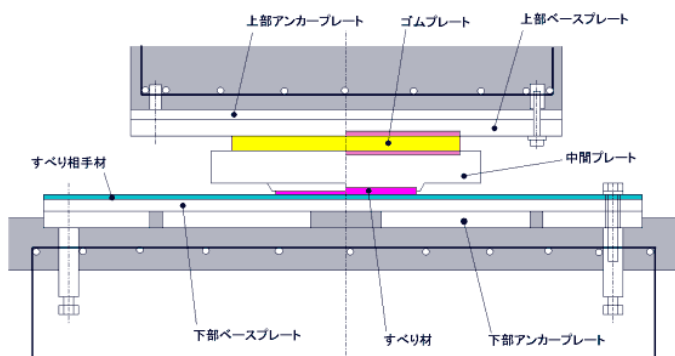 上部アンカープレート
ゴムプレート
上部ベースプレート
すべり相手材
中間プレート
下部ベースプレート
すべり材
下部アンカープレート